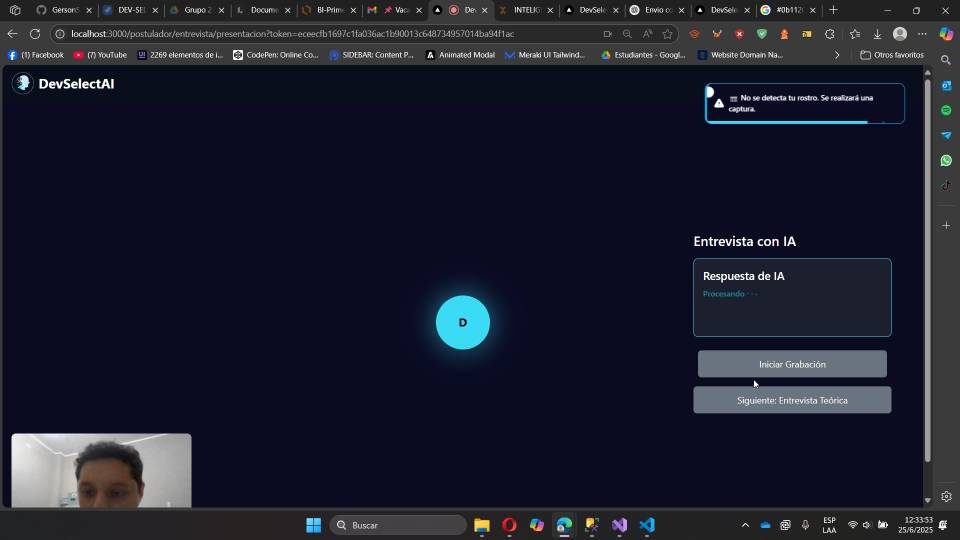 GersonS
DEV-SEL
Grupo 2
Docume
BI-Prime
Vaca
De
INTELIG
DevSele
Envio co
DevSele
#0b112
localhost:3000/postulador/entrevista/presentacion?token=eceecfb1697c1fa036ac1b90013c648734957014ba94f1ac
(1) Facebook
(7) YouTube
2269 elementos de i...
CodePen: Online Co...
SIDEBAR: Content P...
Animated Modal
Meraki UI Tailwind...
Estudiantes - Googl...
Website Domain Na...
Otros favoritos
DevSelectAI
No se detecta tu rostro. Se realizará una
captura.
Entrevista con IA
Respuesta de IA
Procesando
D
Iniciar Grabación
Siguiente: Entrevista Teórica
Buscar
ESP
LAA
12:33:53
25/6/2025